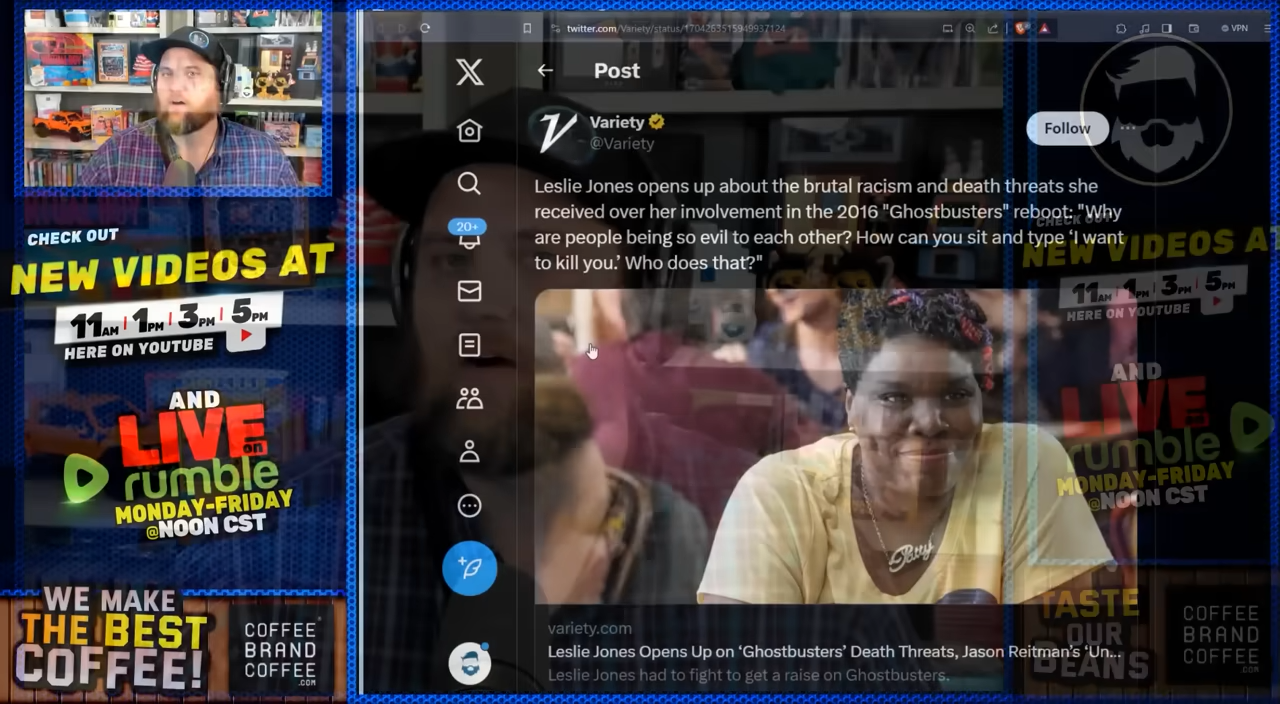 twitter.com/Variety/status/1704263515949937124
VPN
Post
Variety
@Variety
Follow
Leslie Jones opens up about the brutal racism and death threats she
received over her involvement in the 2016 "Ghostbusters" reboot: "Why
are people being so evil to each other? How can you sit and type ‘I want
to kill you.’ Who does that?"
20+
Patty
variety.com
Leslie Jones Opens Up on ‘Ghostbusters’ Death Threats, Jason Reitman’s ‘Un...
Leslie Jones had to fight to get a raise on Ghostbusters.
CHECK OUT
NEW VIDEOS AT
11AM | 1PM | 3PM | 5PM
HERE ON YOUTUBE
AND
LIVE on
rumble
MONDAY-FRIDAY
@NOON CST
WE MAKE
THE BEST
COFFEE!
COFFEE
BRAND
COFFEE
.COM
CHECK OUT
NEW VIDEOS A
11AM | 1PM | 3PM | 5PM
HERE ON YOUTUBE
AND
LIVE on
rumble
MONDAY-FRIDAY
@NOON CST
TASTE
OUR
BEANS
COFFEE
BRAND
COFFEE
.COM